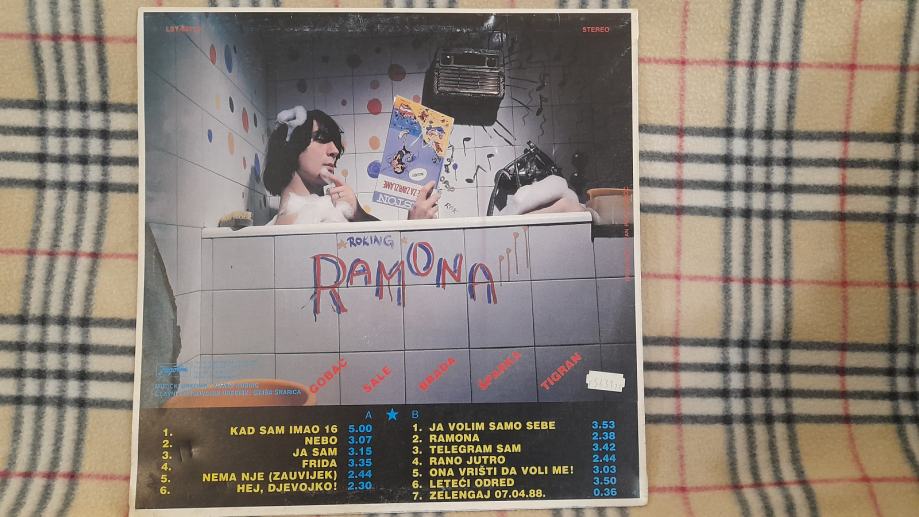 STEREO
ROKING
RAMONA
GOBAC SALE BRADA ŠPARKA TIGRAN
A ★ B
1. KAD SAM IMAO 16 5.00
2. NEBO 3.07
3. JA SAM 3.15
4. FRIDA 3.35
5. NEMA NJE (ZAUVIJEK) 2.44
6. HEJ, DJEVOJKO! 2.30
1. JA VOLIM SAMO SEBE 3.53
2. RAMONA 2.38
3. TELEGRAM SAM 3.42
4. RANO JUTRO 2.44
5. ONA VRIŠTI DA VOLI ME! 3.03
6. LETEĆI ODRED 3.50
7. ZELENGAJ 07.04.88. 0.36